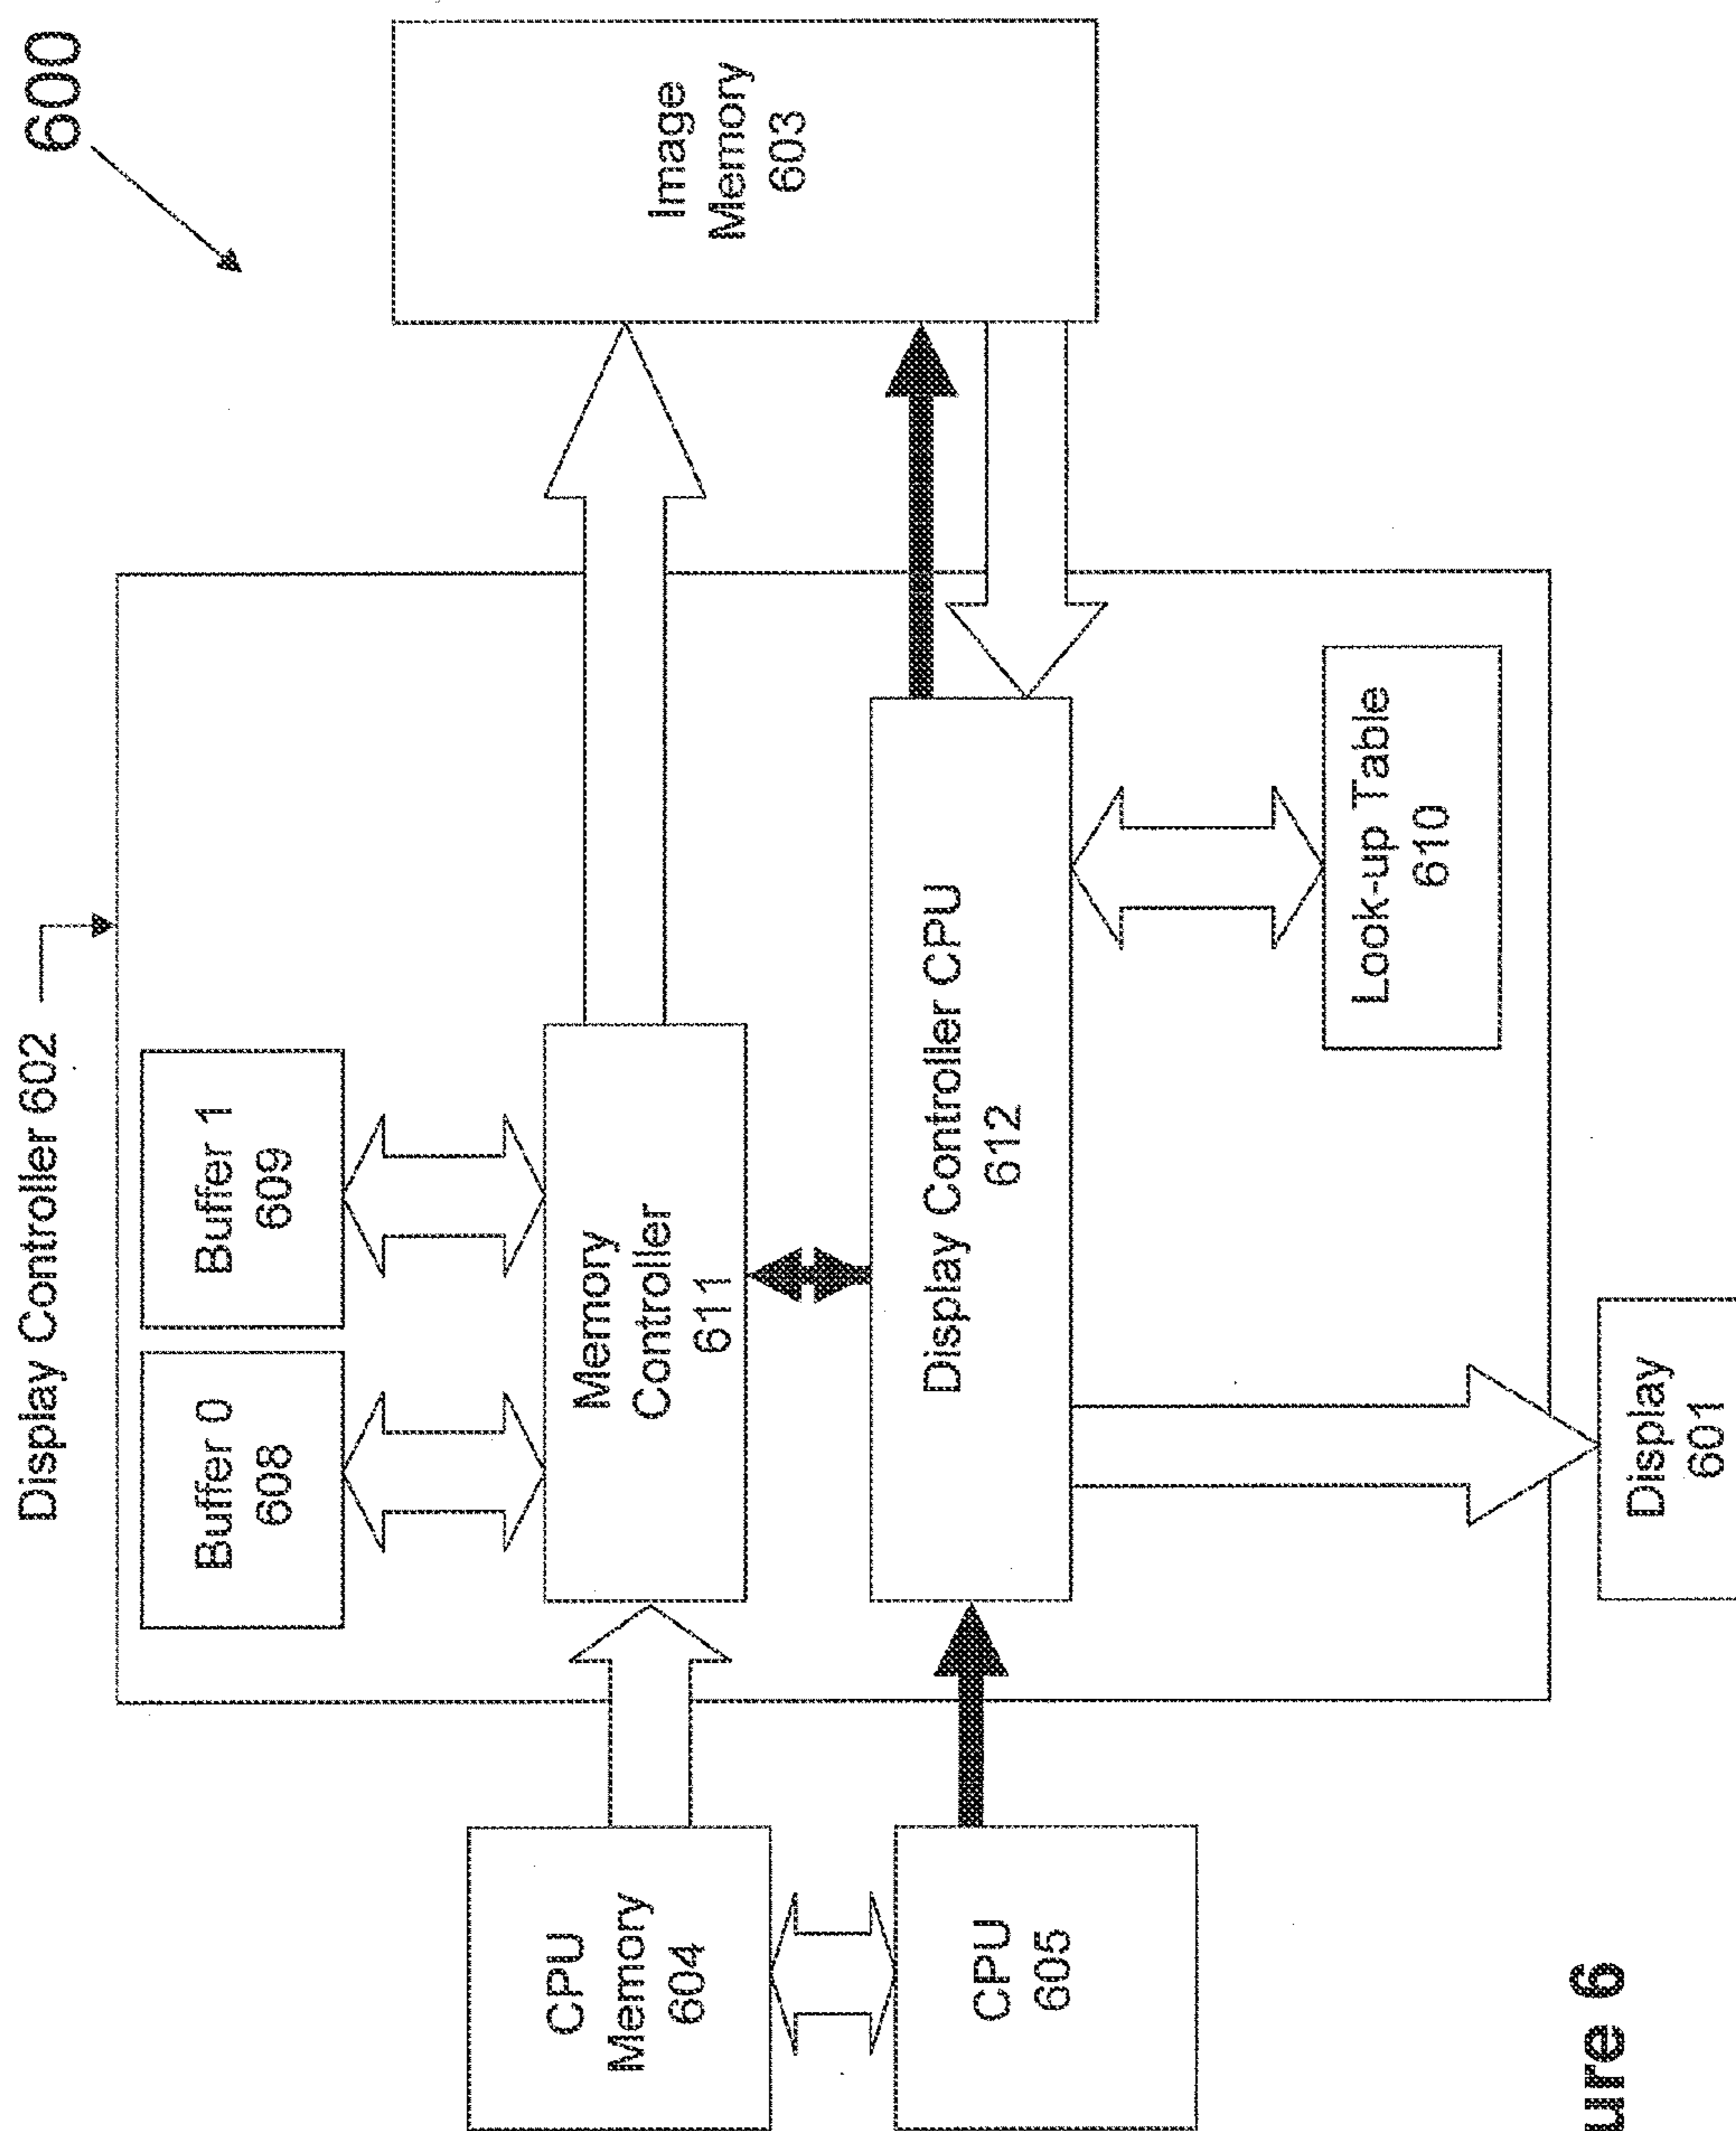 600
Display Controller 602
Buffer 0
608
Buffer 1
609
CPU
Memory
604
Memory
Controller
611
Image
Memory
603
CPU
605
Display Controller CPU
612
Look-up Table
610
Display
601
ure 6